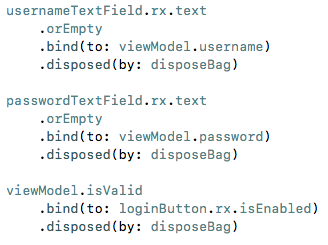 usernameTextField.rx.text
    .orEmpty
    .bind(to: viewModel.username)
    .disposed(by: disposeBag)

passwordTextField.rx.text
    .orEmpty
    .bind(to: viewModel.password)
    .disposed(by: disposeBag)

viewModel.isValid
    .bind(to: loginButton.rx.isEnabled)
    .disposed(by: disposeBag)